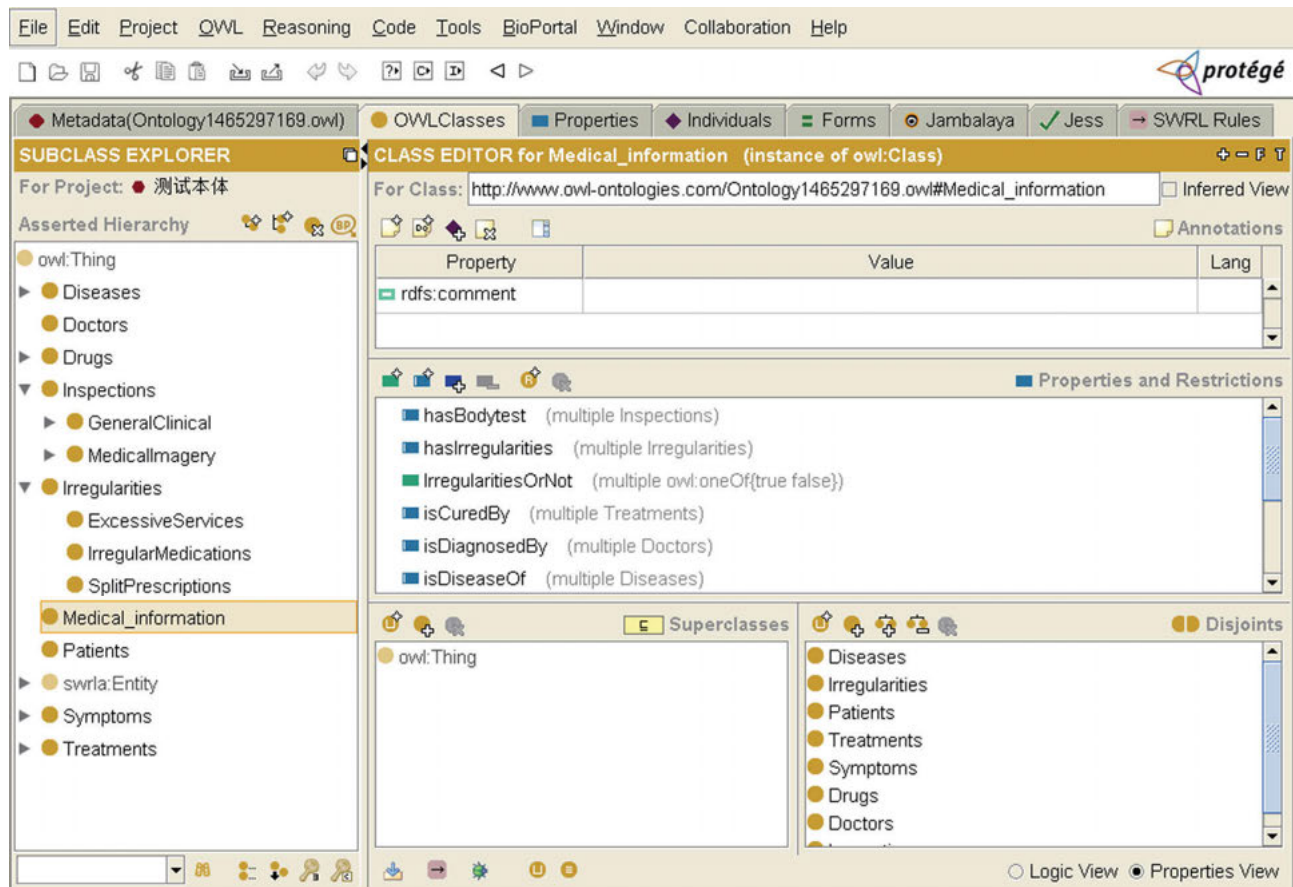 File Edit Project OWL Reasoning Code Tools BioPortal Window Collaboration Help
protégé
Metadata(Ontology1465297169.owl) OWLClasses Properties Individuals Forms Jambalaya Jess SWRL Rules
SUBCLASS EXPLORER
For Project: 测试本体
Asserted Hierarchy
BP
owl:Thing
Diseases
Doctors
Drugs
Inspections
GeneralClinical
MedicalImagery
Irregularities
ExcessiveServices
IrregularMedications
SplitPrescriptions
Medical_information
Patients
swrla:Entity
Symptoms
Treatments
CLASS EDITOR for Medical_information (instance of owl:Class)
For Class: http://www.owl-ontologies.com/Ontology1465297169.owl#Medical_information Inferred View
Annotations
Property Value Lang
rdfs:comment
Properties and Restrictions
hasBodytest (multiple Inspections)
hasIrregularities (multiple Irregularities)
IrregularitiesOrNot (multiple owl:oneOf{true false})
isCuredBy (multiple Treatments)
isDiagnosedBy (multiple Doctors)
isDiseaseOf (multiple Diseases)
Superclasses
owl:Thing
Disjoints
Diseases
Irregularities
Patients
Treatments
Symptoms
Drugs
Doctors
Logic View Properties View